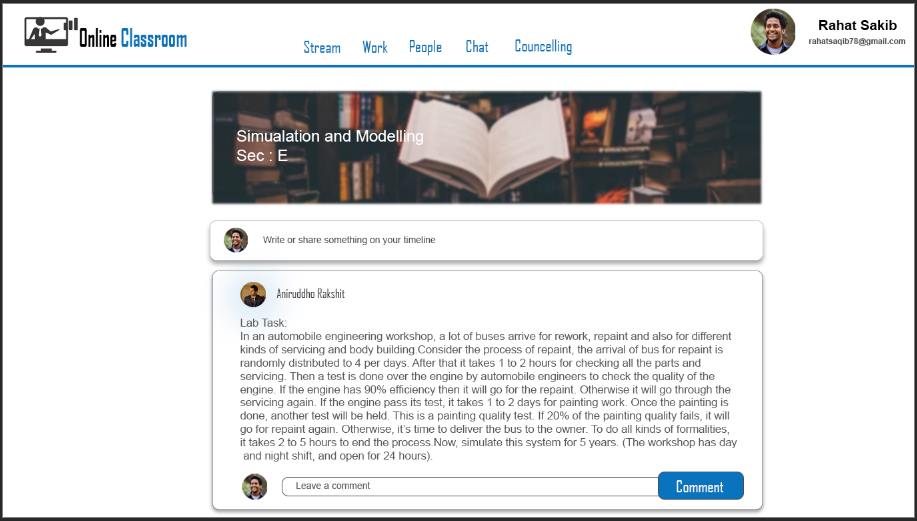 Online Classroom
Stream Work People Chat Councelling
Rahat Sakib
rahatsaqib78@gmail.com
Simualation and Modelling
Sec : E
Write or share something on your timeline
Aniruddho Rakshit
Lab Task:
In an automobile engineering workshop, a lot of buses arrive for rework, repaint and also for different
kinds of servicing and body building.Consider the process of repaint, the arrival of bus for repaint is
randomly distributed to 4 per days. After that it takes 1 to 2 hours for checking all the parts and
servicing. Then a test is done over the engine by automobile engineers to check the quality of the
engine. If the engine has 90% efficiency then it will go for the repaint. Otherwise it will go through the
servicing again. If the engine pass its test, it takes 1 to 2 days for painting work. Once the painting is
done, another test will be held. This is a painting quality test. If 20% of the painting quality fails, it will
go for repaint again. Otherwise, it's time to deliver the bus to the owner. To do all kinds of formalities,
it takes 2 to 5 hours to end the process.Now, simulate this system for 5 years. (The workshop has day
and night shift, and open for 24 hours).
Leave a comment
Comment